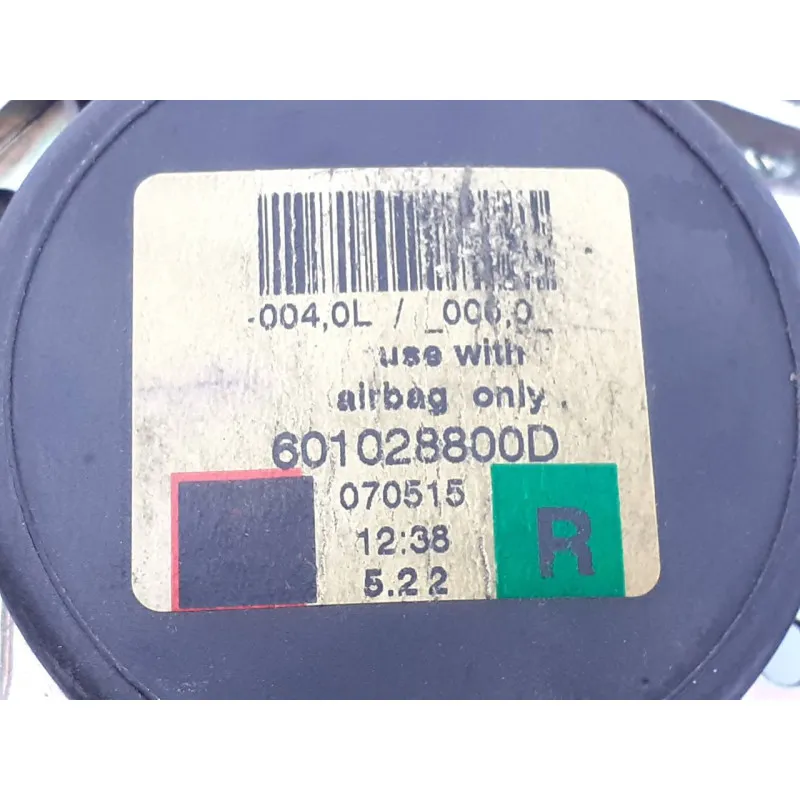 -004,0L / _006,0_
use with
airbag only.
601028800D
070515
12:38
5.2 2
R